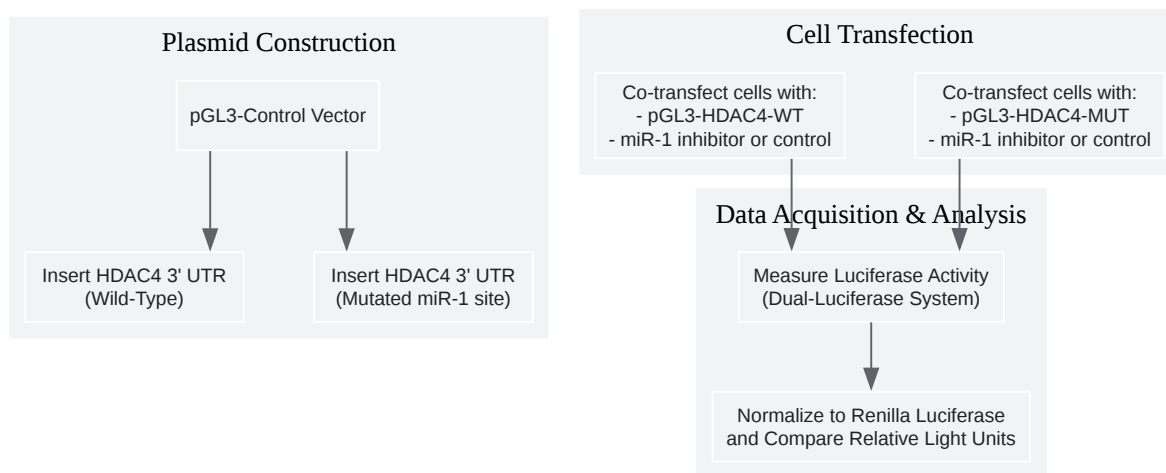 Plasmid Construction
pGL3-Control Vector
Insert HDAC4 3' UTR
(Wild-Type)
Insert HDAC4 3' UTR
(Mutated miR-1 site)
Cell Transfection
Co-transfect cells with:
- pGL3-HDAC4-WT
- miR-1 inhibitor or control
Co-transfect cells with:
- pGL3-HDAC4-MUT
- miR-1 inhibitor or control
Data Acquisition & Analysis
Measure Luciferase Activity
(Dual-Luciferase System)
Normalize to Renilla Luciferase
and Compare Relative Light Units